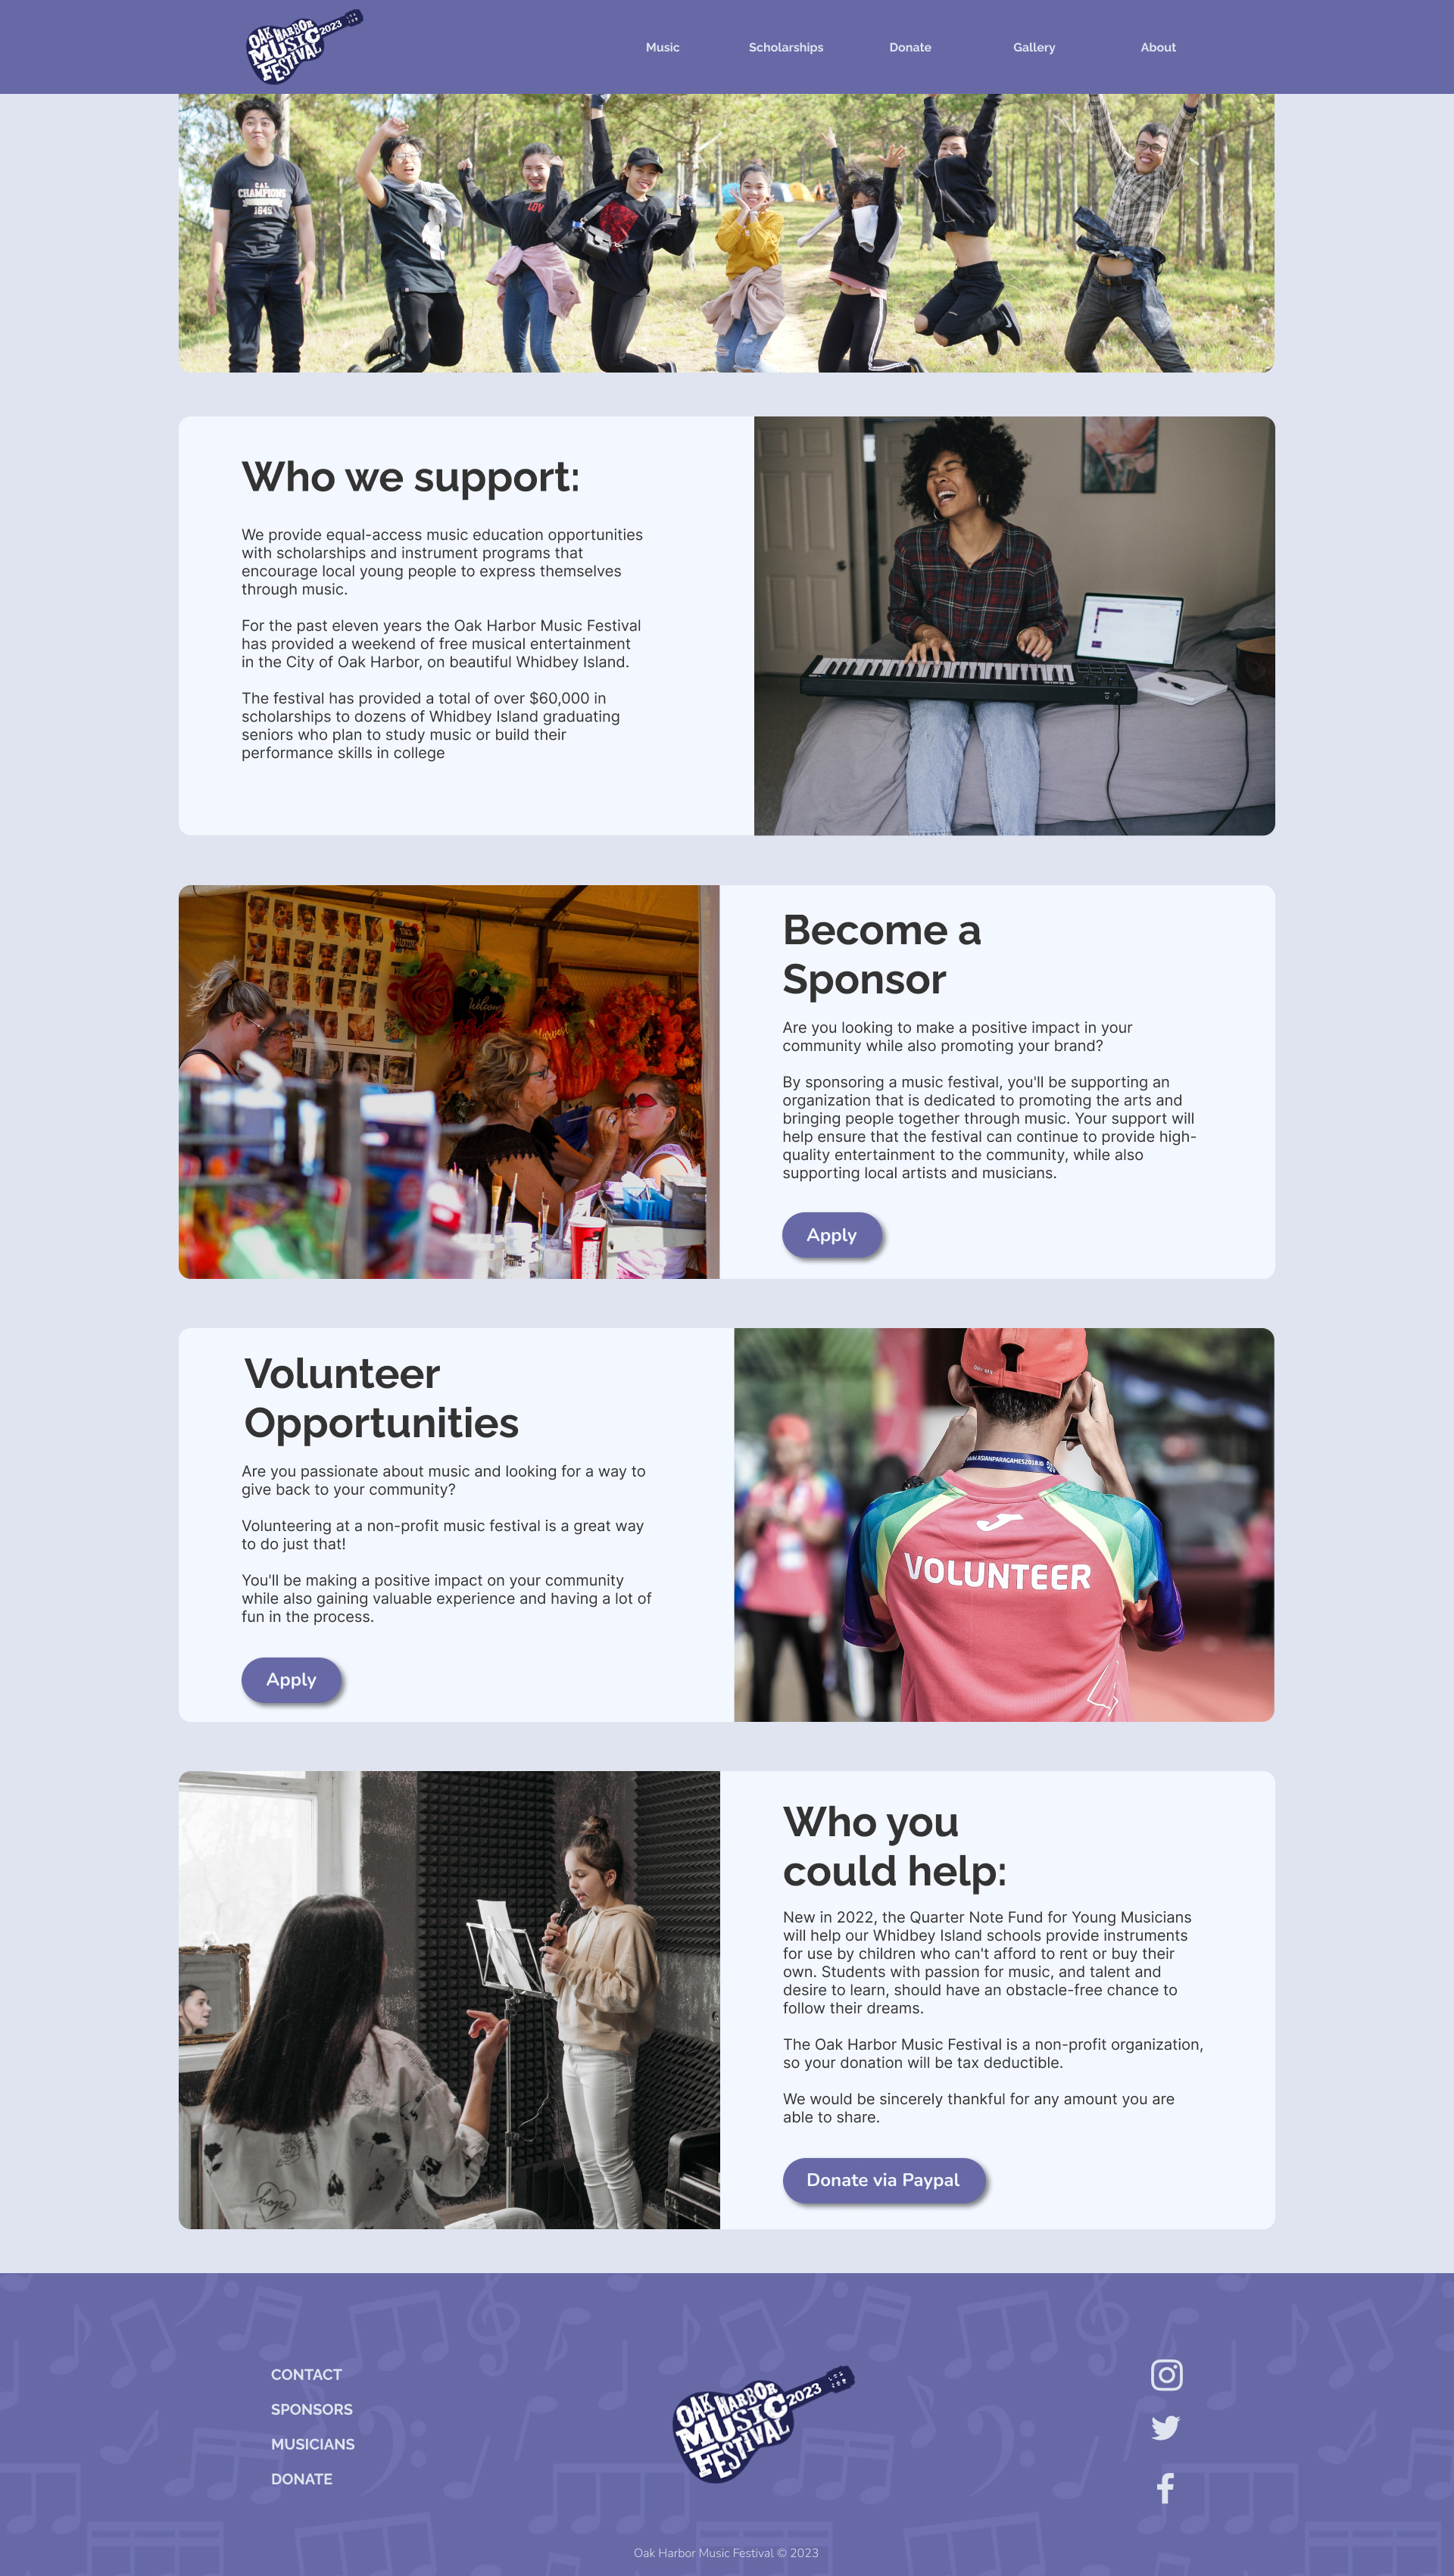 OAK HARBOR
MUSIC
FESTIVAL
2023
Music
Scholarships
Donate
Gallery
About
CAL
CHAMPIONS
1845
LOV
Who we support:
We provide equal-access music education opportunities
with scholarships and instrument programs that
encourage local young people to express themselves
through music.
For the past eleven years the Oak Harbor Music Festival
has provided a weekend of free musical entertainment
in the City of Oak Harbor, on beautiful Whidbey Island.
The festival has provided a total of over $60,000 in
scholarships to dozens of Whidbey Island graduating
seniors who plan to study music or build their
performance skills in college
Welcome
Harvest
Become a
Sponsor
Are you looking to make a positive impact in your
community while also promoting your brand?
By sponsoring a music festival, you'll be supporting an
organization that is dedicated to promoting the arts and
bringing people together through music. Your support will
help ensure that the festival can continue to provide high-
quality entertainment to the community, while also
supporting local artists and musicians.
Apply
Volunteer
Opportunities
Are you passionate about music and looking for a way to
give back to your community?
Volunteering at a non-profit music festival is a great way
to do just that!
You'll be making a positive impact on your community
while also gaining valuable experience and having a lot of
fun in the process.
Apply
WWW.ASIANPARAGAMES2018.ID
VOLUNTEER
hope
Who you
could help:
New in 2022, the Quarter Note Fund for Young Musicians
will help our Whidbey Island schools provide instruments
for use by children who can't afford to rent or buy their
own. Students with passion for music, and talent and
desire to learn, should have an obstacle-free chance to
follow their dreams.
The Oak Harbor Music Festival is a non-profit organization,
so your donation will be tax deductible.
We would be sincerely thankful for any amount you are
able to share.
Donate via Paypal
CONTACT
SPONSORS
MUSICIANS
DONATE
OAK HARBOR
MUSIC
FESTIVAL
2023
Oak Harbor Music Festival © 2023